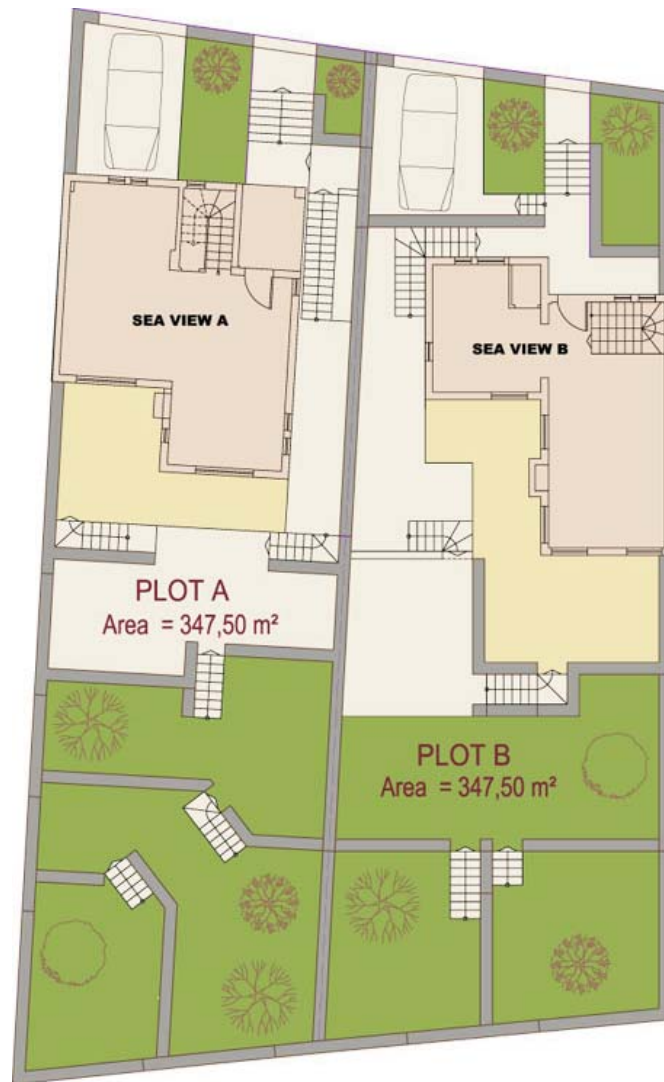 SEA VIEW A
SEA VIEW B
PLOT A
Area = 347,50 m²
PLOT B
Area = 347,50 m²